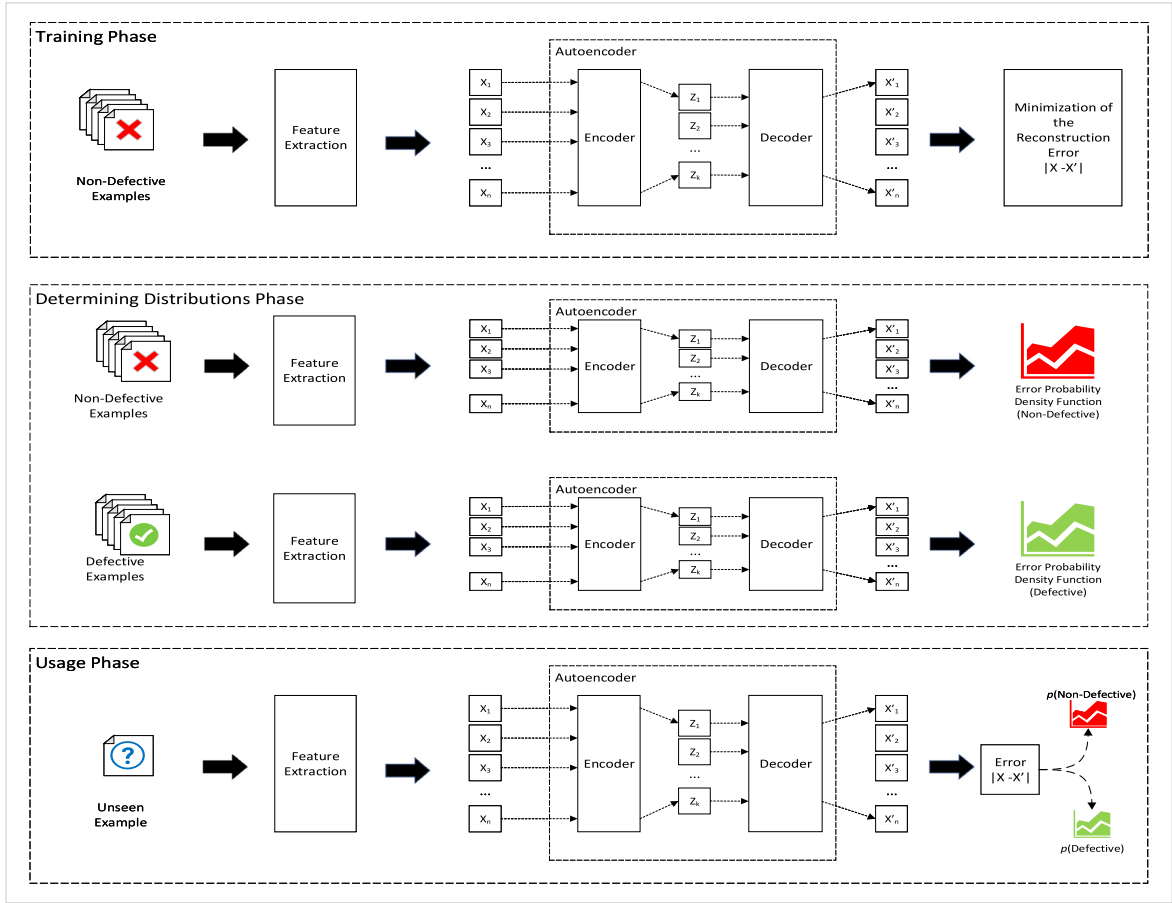 Training Phase
Non-Defective
Examples
Feature
Extraction
X1
X2
X3
...
Xn
Autoencoder
Encoder
Z1
Z2
...
Zk
Decoder
X'1
X'2
X'3
...
X'n
Minimization of
the
Reconstruction
Error
|X -X'|
Determining Distributions Phase
Non-Defective
Examples
Feature
Extraction
X1
X2
X3
...
Xn
Autoencoder
Encoder
Z1
Z2
...
Zk
Decoder
X'1
X'2
X'3
...
X'n
Error Probability
Density Function
(Non-Defective)
Defective
Examples
Feature
Extraction
X1
X2
X3
...
Xn
Autoencoder
Encoder
Z1
Z2
...
Zk
Decoder
X'1
X'2
X'3
...
X'n
Error Probability
Density Function
(Defective)
Usage Phase
?
Unseen
Example
Feature
Extraction
X1
X2
X3
...
Xn
Autoencoder
Encoder
Z1
Z2
...
Zk
Decoder
X'1
X'2
X'3
...
X'n
Error
|X -X'|
p(Non-Defective)
p(Defective)